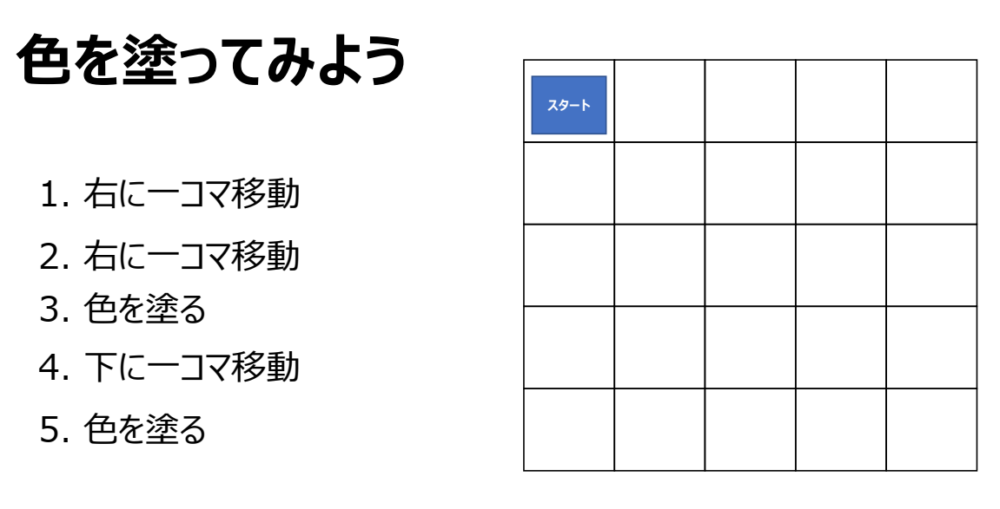 色を塗ってみよう
スタート
1. 右に一コマ移動
2. 右に一コマ移動
3. 色を塗る
4. 下に一コマ移動
5. 色を塗る